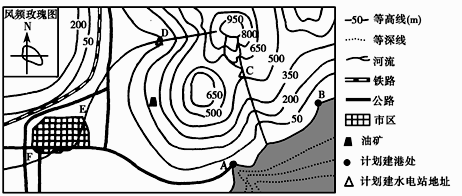 风频玫瑰图
N
200
50
D
950
800
650
500
350
200
50
C
B
650
500
E
F
A
—50— 等高线(m)
等深线
河流
铁路
公路
市区
油矿
计划建港处
计划建水电站地址